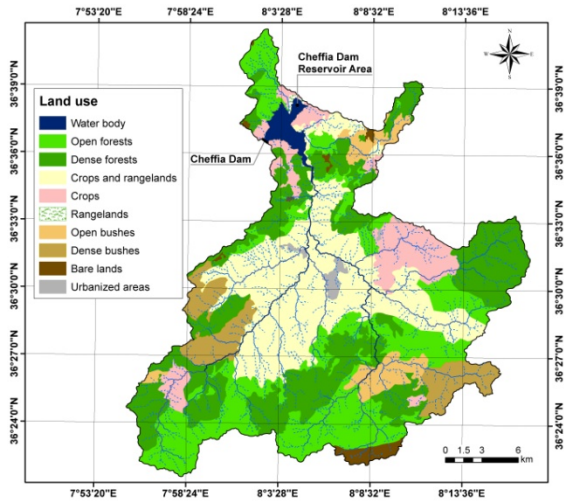 7°53'20"E 7°58'24"E 8°3'28"E 8°8'32"E 8°13'36"E
N
W E
S
Cheffia Dam
Reservoir Area
36°39'0"N 36°39'0"N
Land use
Water body
Open forests
Dense forests
Crops and rangelands
Crops
Rangelands
Open bushes
Dense bushes
Bare lands
Urbanized areas
Cheffia Dam
36°36'0"N 36°36'0"N
36°33'0"N 36°33'0"N
36°30'0"N 36°30'0"N
36°27'0"N 36°27'0"N
36°24'0"N 36°24'0"N
0 1.5 3 6
km
7°53'20"E 7°58'24"E 8°3'28"E 8°8'32"E 8°13'36"E